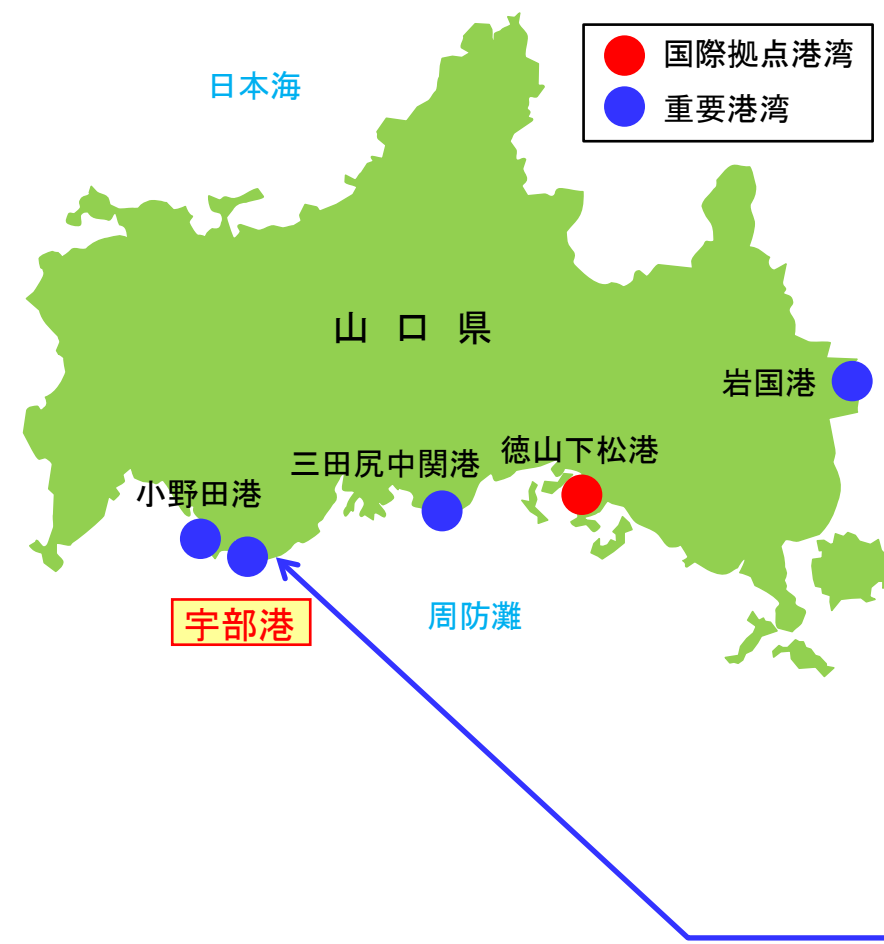 国際拠点港湾
重要港湾
日本海
山口県
岩国港
徳山下松港
三田尻中関港
小野田港
宇部港
周防灘